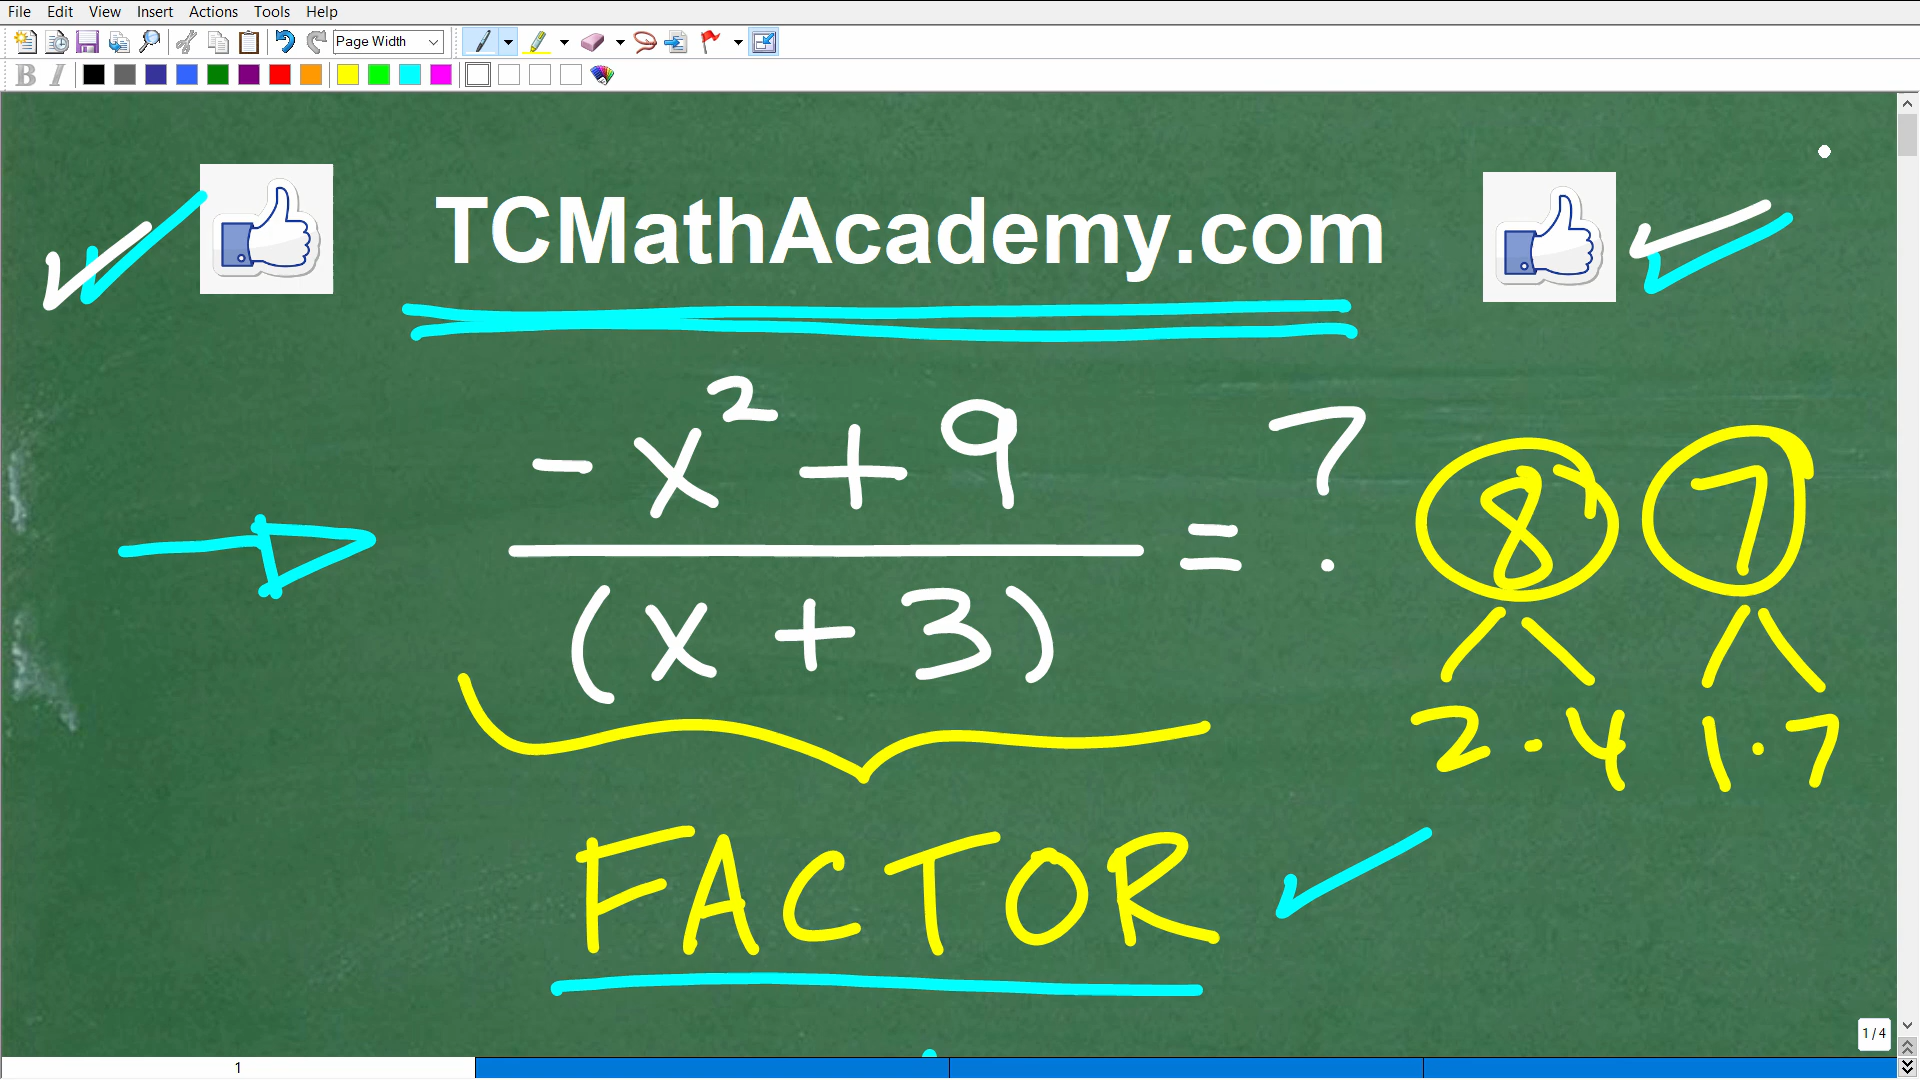 File Edit View Insert Actions Tools Help
Page Width
B I
TCMathAcademy.com
-x² + 9
(x + 3)
= ?
8 7
2 · 4 1 · 7
FACTOR
1 / 4
1